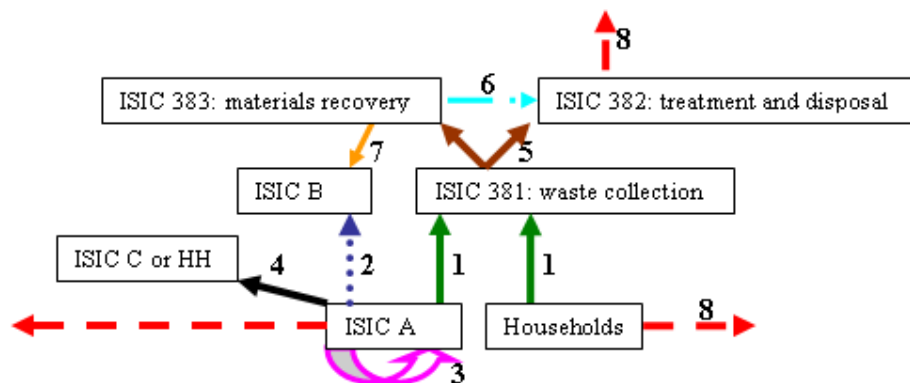 8
6
ISIC 383: materials recovery
ISIC 382: treatment and disposal
7
5
ISIC B
ISIC 381: waste collection
ISIC C or HH
4
2
1
1
ISIC A
Households
8
3